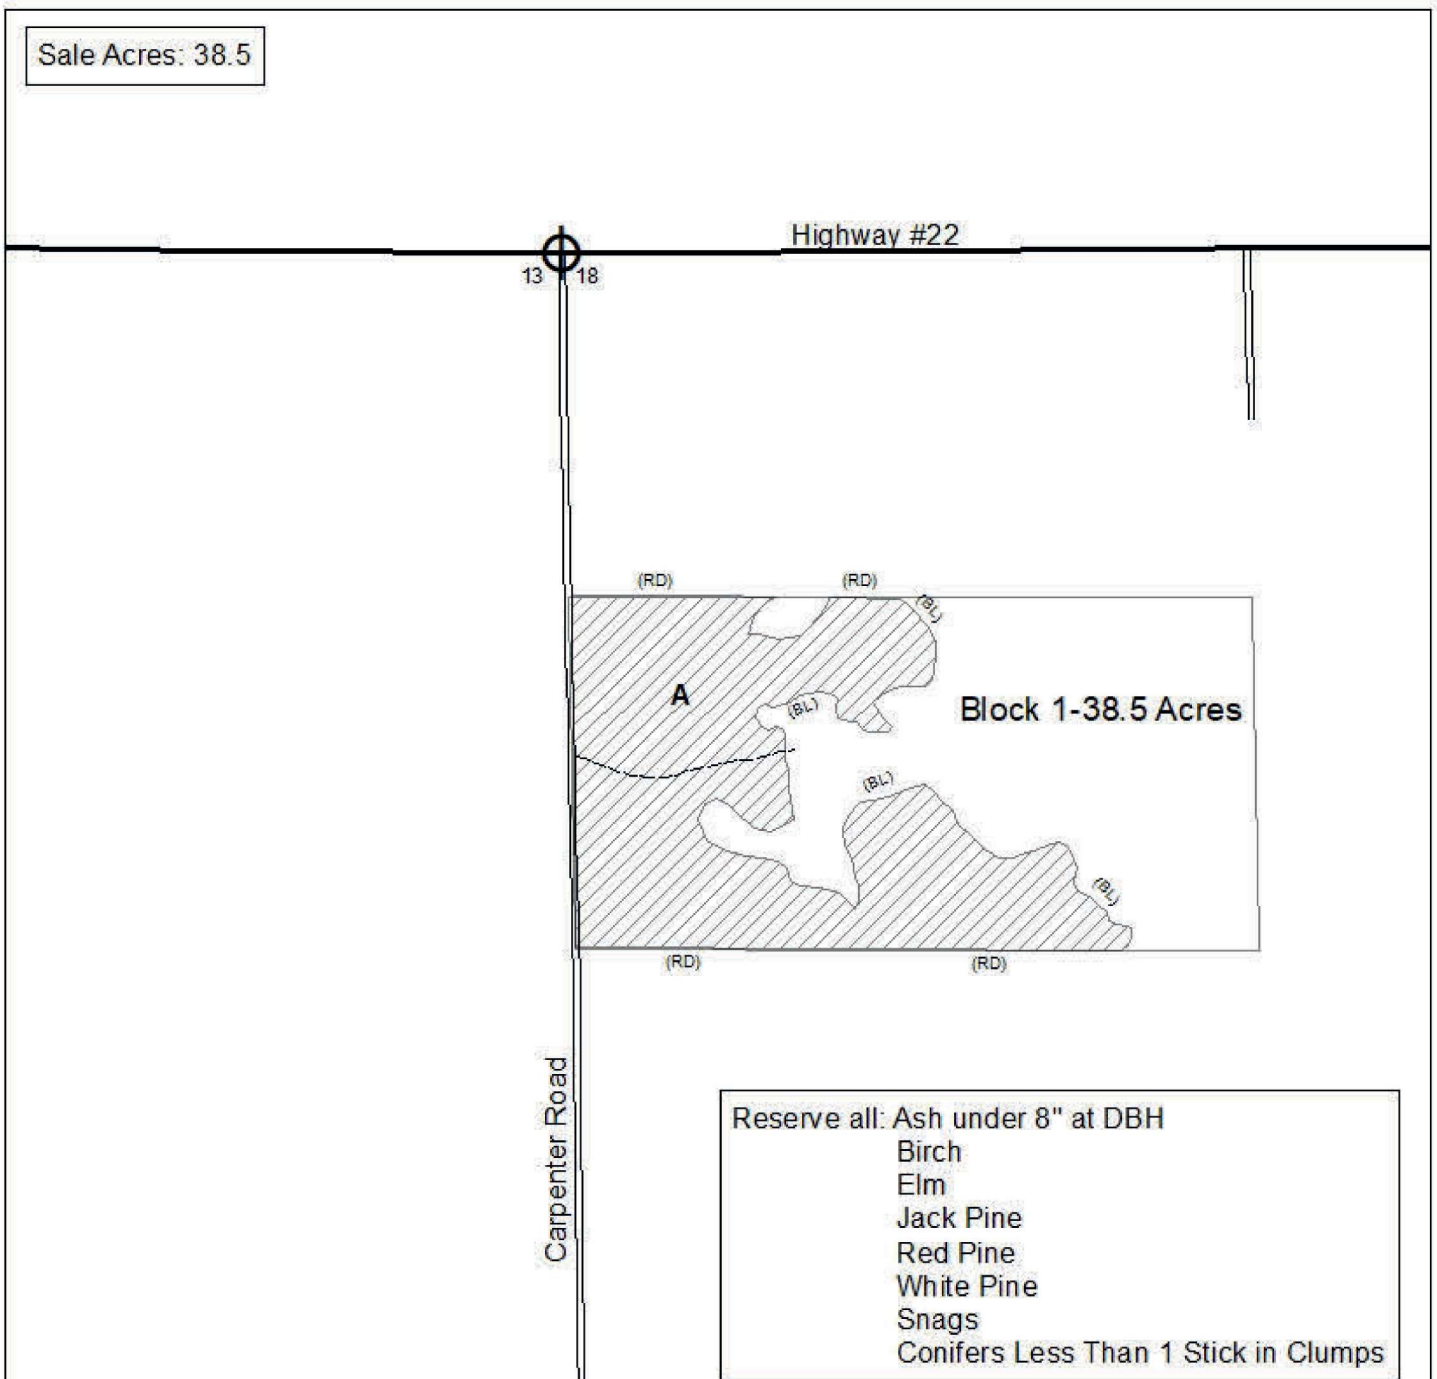 Sale Acres: 38.5
Highway #22
13 18
(RD) (RD)
(BL)
A
(BL)
Block 1-38.5 Acres
(BL)
(BL)
(RD) (RD)
Carpenter Road
Reserve all: Ash under 8" at DBH
Birch
Elm
Jack Pine
Red Pine
White Pine
Snags
Conifers Less Than 1 Stick in Clumps